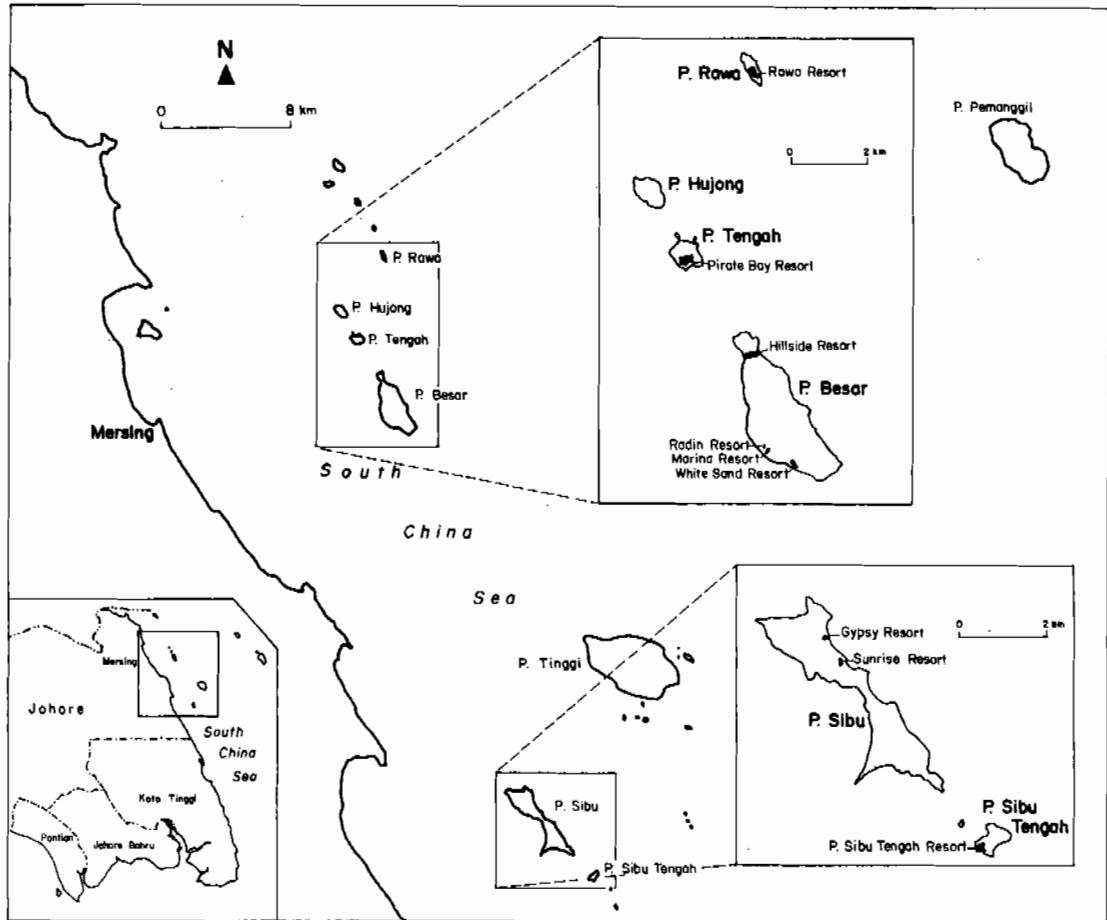 N
0 8 km
P. Rawa
P. Hujong
P. Tengah
P. Besar
Mersing
South
China
Sea
P. Rawa
Rawa Resort
0 2 km
P. Hujong
P. Tengah
Pirate Bay Resort
Hillside Resort
P. Besar
Radin Resort
Marina Resort
White Sand Resort
P. Pemanggil
P. Tinggi
P. Sibu
P. Sibu Tengah
Gypsy Resort
0 2 km
Sunrise Resort
P. Sibu
P. Sibu
Tengah
P. Sibu Tengah Resort
Mersing
Johore
South
China
Sea
Kota Tinggi
Pontian
Johore Bahru